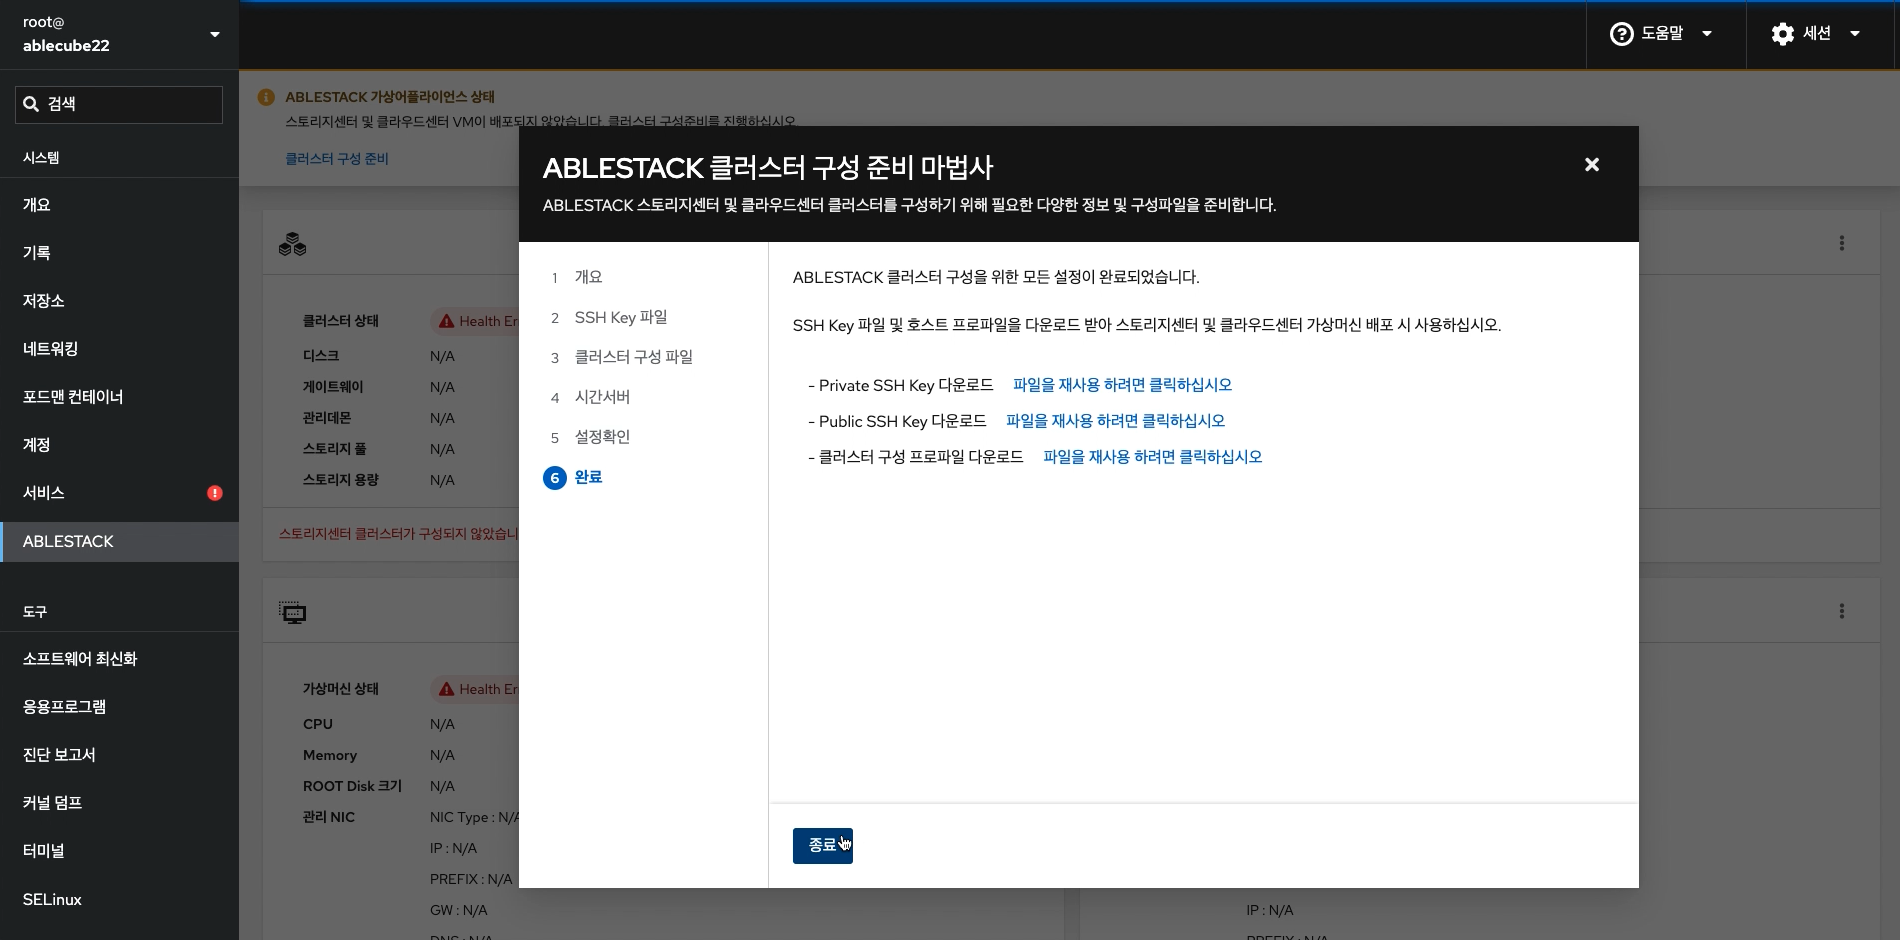 root@
ablecube22
도움말
세션
검색
시스템
개요
기록
저장소
네트워킹
포드맨 컨테이너
계정
서비스
ABLESTACK
도구
소프트웨어 최신화
응용프로그램
진단 보고서
커널 덤프
터미널
SELinux
ABLESTACK 가상어플라이언스 상태
스토리지센터 및 클라우드센터 VM이 배포되지 않았습니다. 클러스터 구성준비를 진행하십시오.
클러스터 구성 준비
클러스터 상태
Health Er
디스크 N/A
게이트웨이 N/A
관리데몬 N/A
스토리지 풀 N/A
스토리지 용량 N/A
스토리지센터 클러스터가 구성되지 않았습니
가상머신 상태
Health Er
CPU N/A
Memory N/A
ROOT Disk 크기 N/A
관리 NIC NIC Type : N/A
IP : N/A
PREFIX : N/A
GW : N/A
DNS : N/A
IP : N/A
PREFIX : N/A
ABLESTACK 클러스터 구성 준비 마법사
ABLESTACK 스토리지센터 및 클라우드센터 클러스터를 구성하기 위해 필요한 다양한 정보 및 구성파일을 준비합니다.
1 개요
2 SSH Key 파일
3 클러스터 구성 파일
4 시간서버
5 설정확인
6 완료
ABLESTACK 클러스터 구성을 위한 모든 설정이 완료되었습니다.
SSH Key 파일 및 호스트 프로파일을 다운로드 받아 스토리지센터 및 클라우드센터 가상머신 배포 시 사용하십시오.
- Private SSH Key 다운로드 파일을 재사용 하려면 클릭하십시오
- Public SSH Key 다운로드 파일을 재사용 하려면 클릭하십시오
- 클러스터 구성 프로파일 다운로드 파일을 재사용 하려면 클릭하십시오
종료